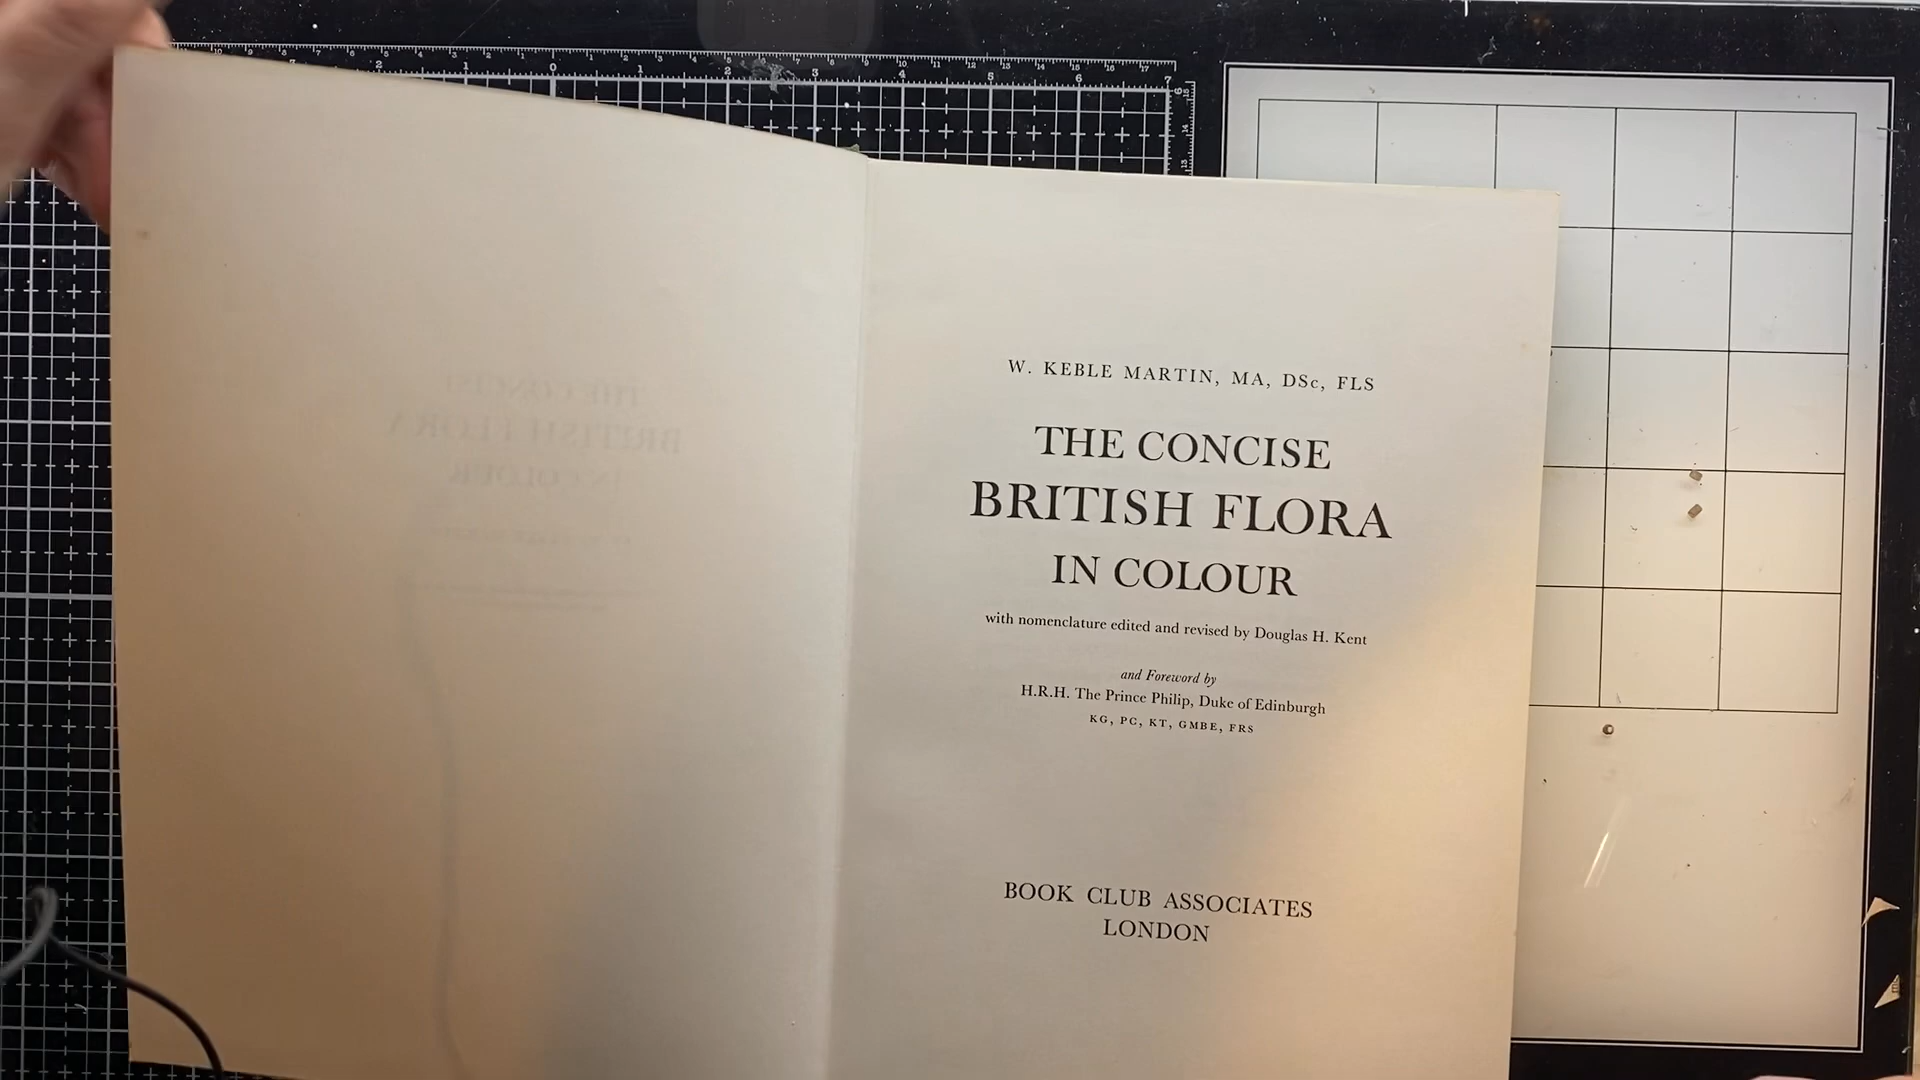 W. KEBLE MARTIN, MA, DSc, FLS
THE CONCISE
BRITISH FLORA
IN COLOUR
with nomenclature edited and revised by Douglas H. Kent
and Foreword by
H.R.H. The Prince Philip, Duke of Edinburgh
KG, PC, KT, GMBE, FRS
BOOK CLUB ASSOCIATES
LONDON